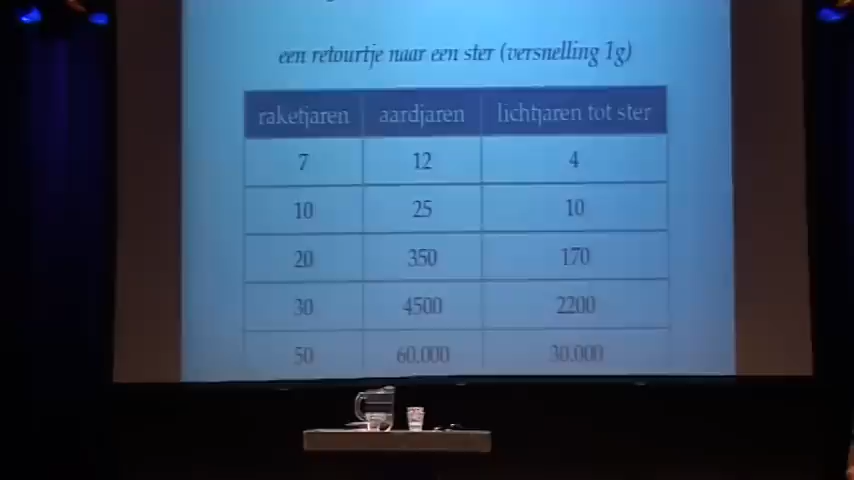 een retourtje naar een ster (versnelling 1g)
raketjaren aardjaren lichtjaren tot ster
7 12 4
10 25 10
20 350 170
30 4500 2200
50 60.000 30.000